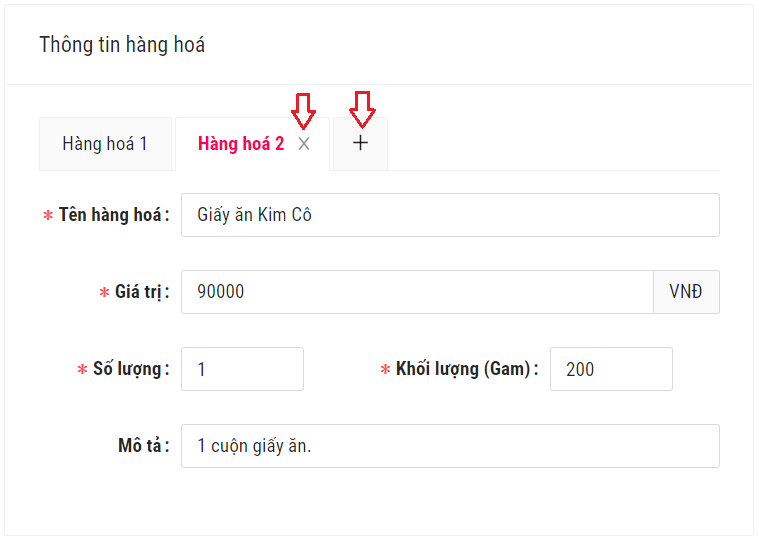 Thông tin hàng hoá
Hàng hoá 1 Hàng hoá 2 X +
* Tên hàng hoá: Giấy ăn Kim Cô
* Giá trị: 90000 VNĐ
* Số lượng: 1 * Khối lượng (Gam): 200
Mô tả: 1 cuộn giấy ăn.